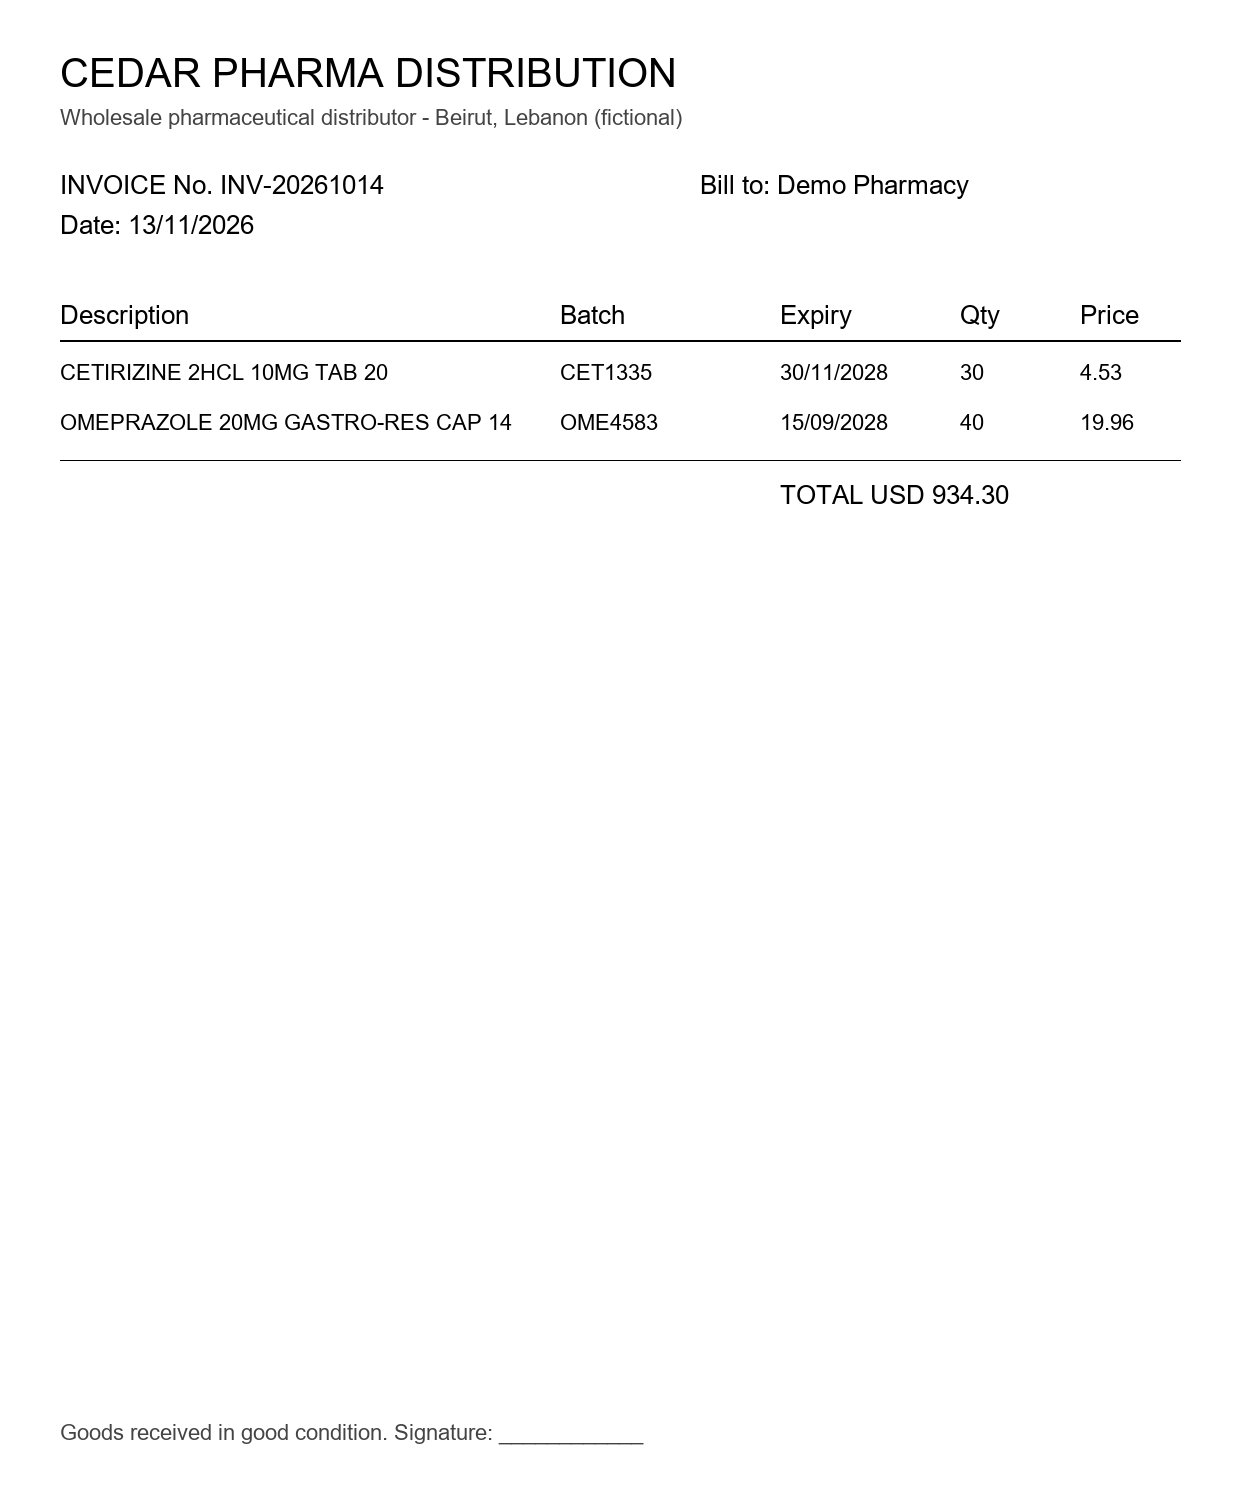 CEDAR PHARMA DISTRIBUTION
Wholesale pharmaceutical distributor - Beirut, Lebanon (fictional)
INVOICE No. INV-20261014 Bill to: Demo Pharmacy
Date: 13/11/2026
Description Batch Expiry Qty Price
CETIRIZINE 2HCL 10MG TAB 20 CET1335 30/11/2028 30 4.53
OMEPRAZOLE 20MG GASTRO-RES CAP 14 OME4583 15/09/2028 40 19.96
TOTAL USD 934.30
Goods received in good condition. Signature: ____________